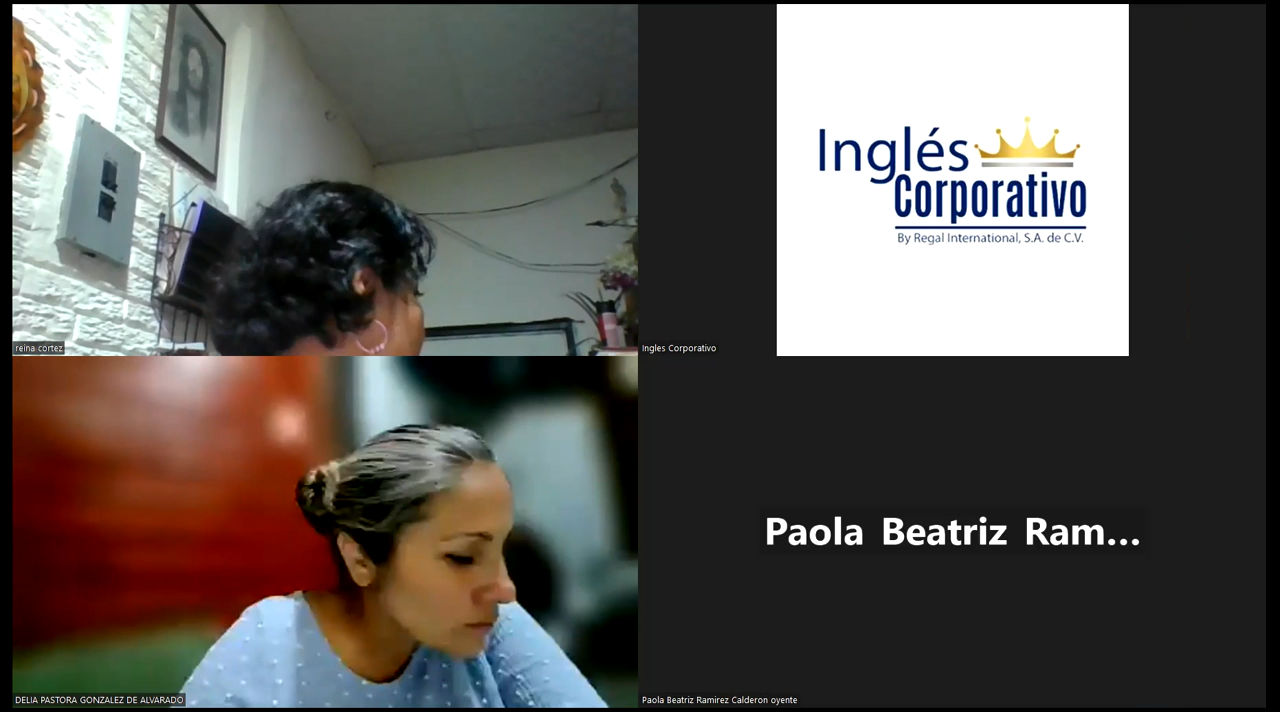 reina cortez
Inglés
Corporativo
By Regal International, S.A. de C.V.
Ingles Corporativo
DELIA PASTORA GONZALEZ DE ALVARADO
Paola Beatriz Ram...
Paola Beatriz Ramirez Calderon oyente